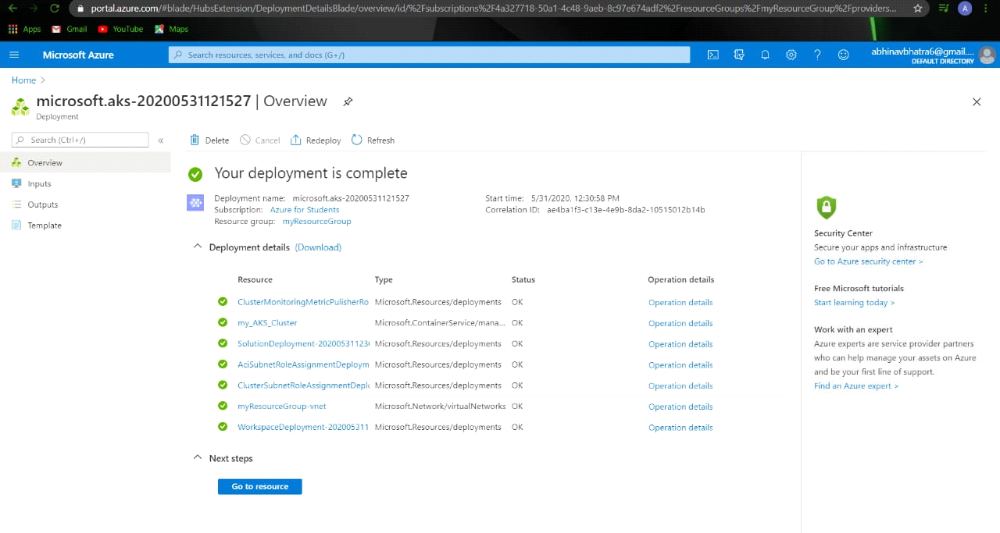 portal.azure.com/#blade/HubsExtension/DeploymentDetailsBlade/overview/id/%2Fsubscriptions%2F4a327718-50a1-4c48-9aeb-8c97e674adf2%2FresourceGroups%2FmyResourceGroup%2Fproviders...
A
Apps Gmail YouTube Maps
Microsoft Azure
Search resources, services, and docs (G+/)
abhinavbhatra6@gmail....
DEFAULT DIRECTORY
Home >
microsoft.aks-20200531121527 | Overview
Deployment
Search (Ctrl+/)
«
Overview
Inputs
Outputs
Template
Delete Cancel Redeploy Refresh
Your deployment is complete
Deployment name: microsoft.aks-20200531121527
Subscription: Azure for Students
Resource group: myResourceGroup
Start time: 5/31/2020, 12:30:58 PM
Correlation ID: ae4ba1f3-c13e-4e9b-8da2-10515012b14b
Deployment details (Download)
Resource Type Status Operation details
ClusterMonitoringMetricPulisherRo Microsoft.Resources/deployments OK Operation details
my_AKS_Cluster Microsoft.ContainerService/mana... OK Operation details
SolutionDeployment-20200531123 Microsoft.Resources/deployments OK Operation details
AciSubnetRoleAssignmentDeploym Microsoft.Resources/deployments OK Operation details
ClusterSubnetRoleAssignmentDepl Microsoft.Resources/deployments OK Operation details
myResourceGroup-vnet Microsoft.Network/virtualNetworks OK Operation details
WorkspaceDeployment-202005311 Microsoft.Resources/deployments OK Operation details
Next steps
Go to resource
Security Center
Secure your apps and infrastructure
Go to Azure security center >
Free Microsoft tutorials
Start learning today >
Work with an expert
Azure experts are service provider partners
who can help manage your assets on Azure
and be your first line of support.
Find an Azure expert >